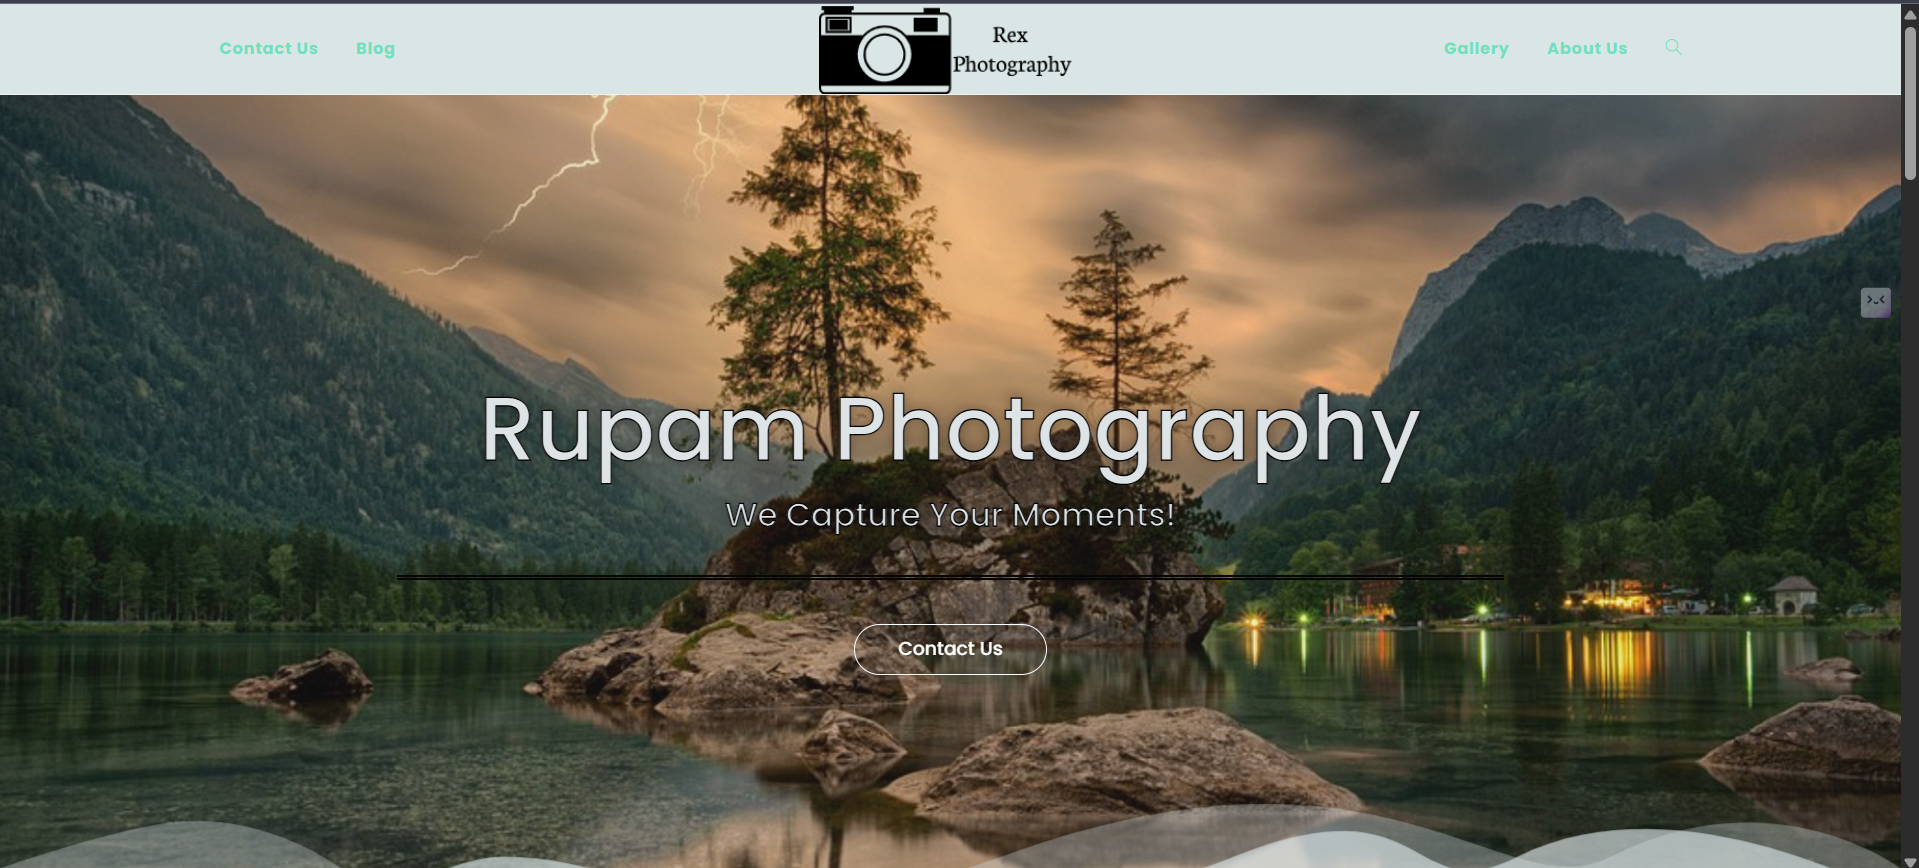 Contact Us
Blog
Rex
Photography
Gallery
About Us
Rupam Photography
We Capture Your Moments!
Contact Us